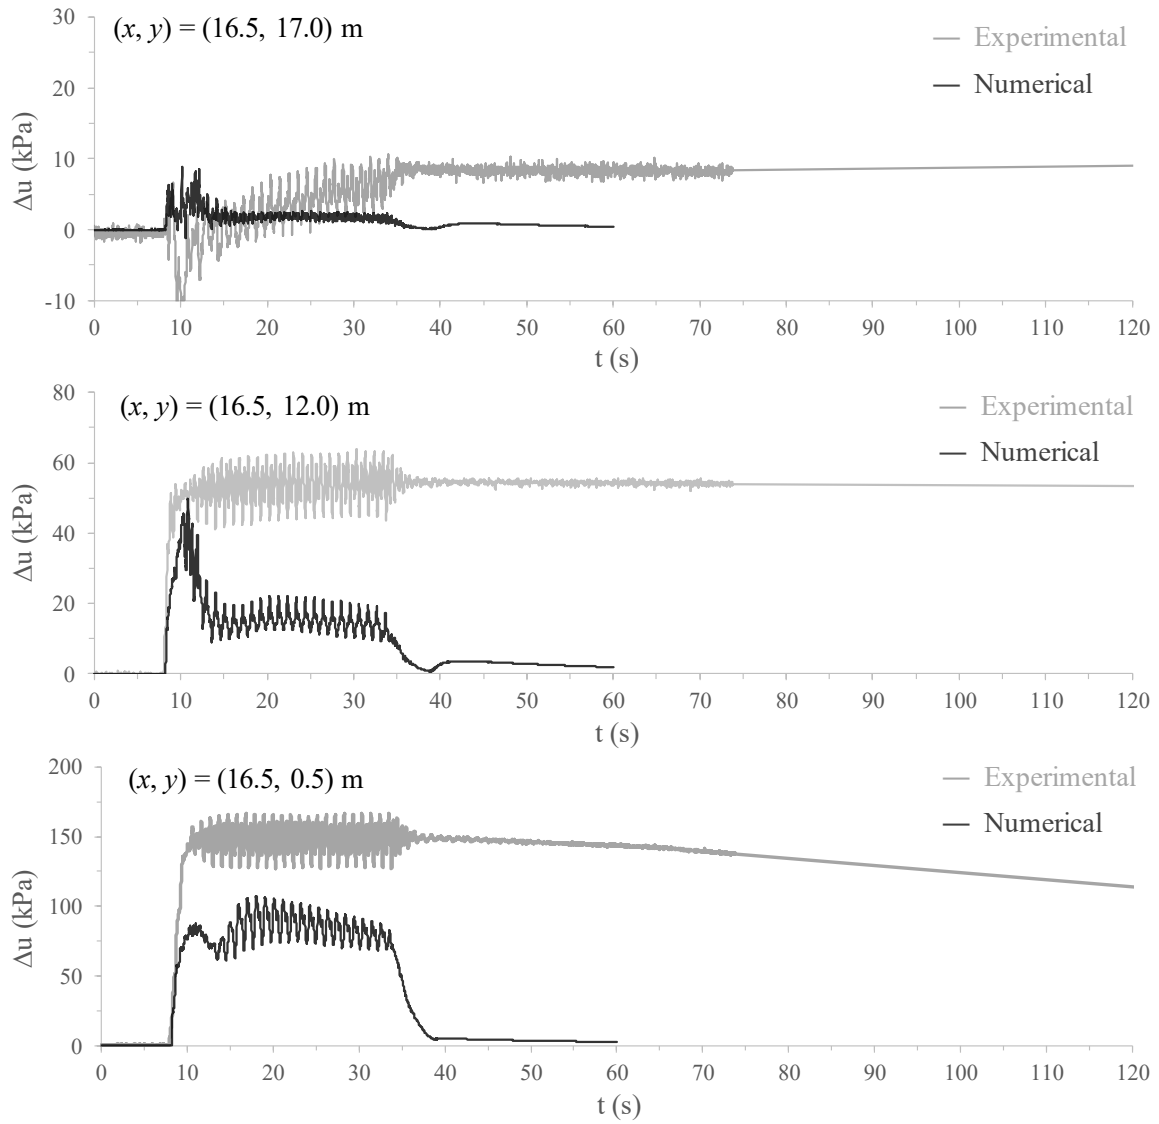 (x, y) = (16.5, 17.0) m
Experimental
Numerical
30
20
10
0
-10
Δu (kPa)
0 10 20 30 40 50 60 70 80 90 100 110 120
t (s)
(x, y) = (16.5, 12.0) m
Experimental
Numerical
80
60
40
20
0
Δu (kPa)
0 10 20 30 40 50 60 70 80 90 100 110 120
t (s)
(x, y) = (16.5, 0.5) m
Experimental
Numerical
200
150
100
50
0
Δu (kPa)
0 10 20 30 40 50 60 70 80 90 100 110 120
t (s)